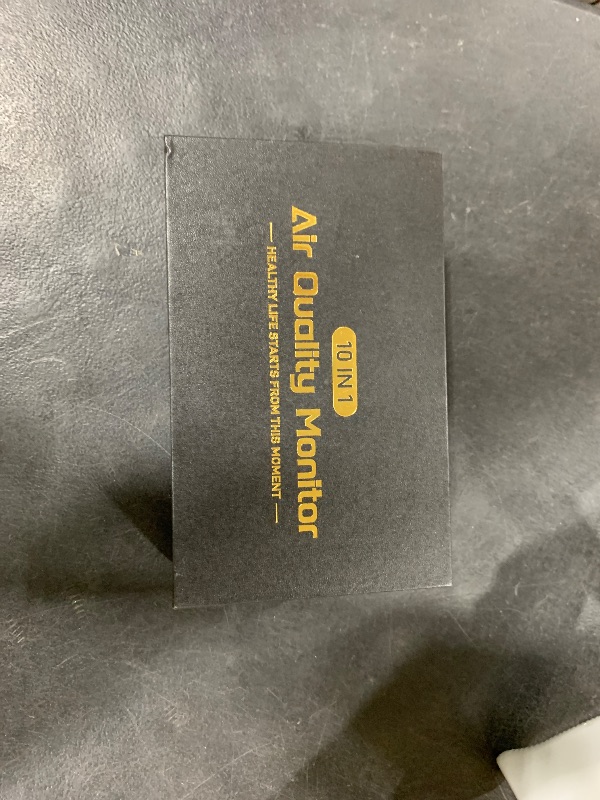 10 IN 1
Air Quality Monitor
— HEALTHY LIFE STARTS FROM THIS MOMENT —